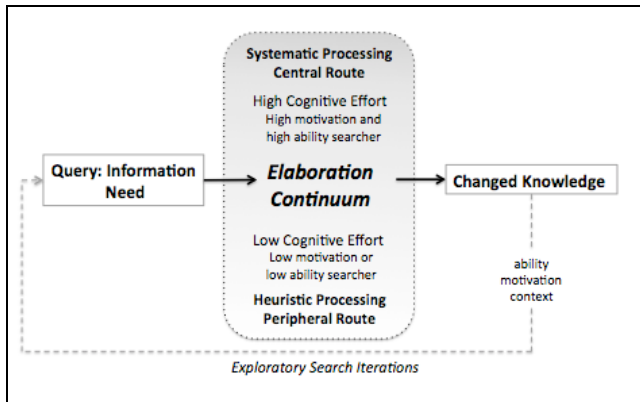 Systematic Processing
Central Route
High Cognitive Effort
High motivation and
high ability searcher
Query: Information
Need
Elaboration
Continuum
Changed Knowledge
Low Cognitive Effort
Low motivation or
low ability searcher
Heuristic Processing
Peripheral Route
ability
motivation
context
Exploratory Search Iterations